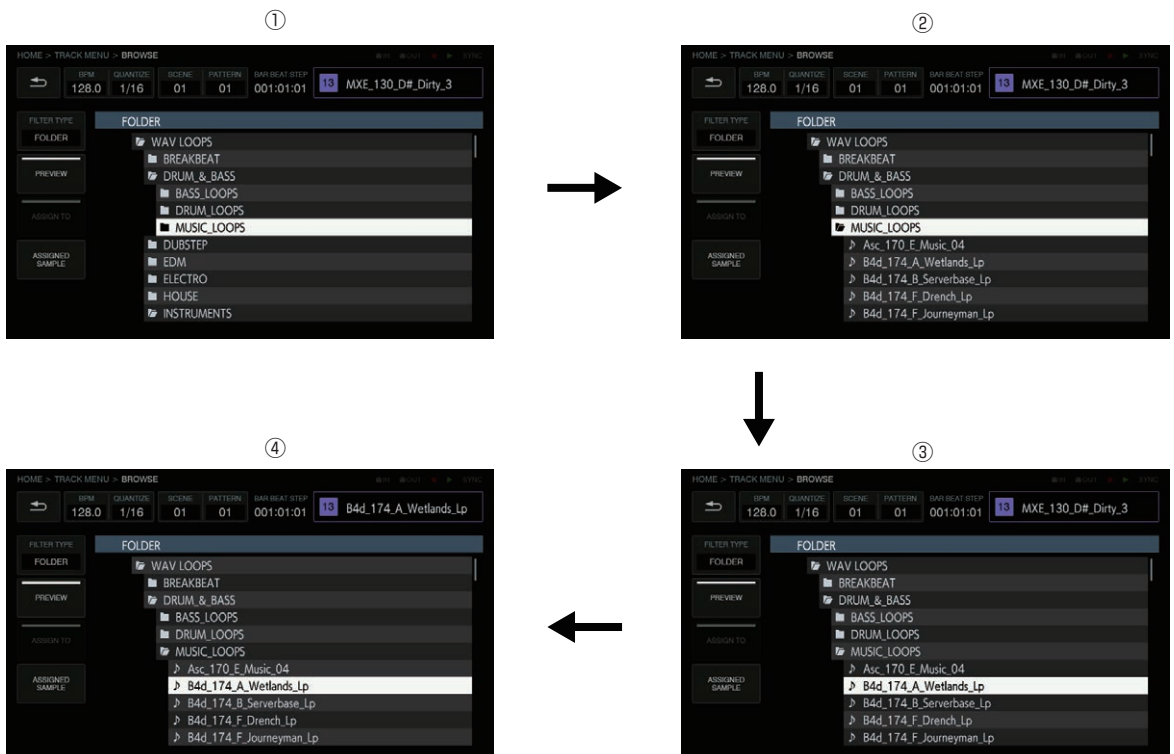 ①
HOME > TRACK MENU > BROWSE
SYNC
BPM QUANTIZE SCENE PATTERN BAR BEAT STEP
128.0 1/16 01 01 001:01:01 13 MXE_130_D#_Dirty_3
FILTER TYPE
FOLDER
PREVIEW
ASSIGN TO
ASSIGNED
SAMPLE
FOLDER
WAV LOOPS
BREAKBEAT
DRUM_&_BASS
BASS_LOOPS
DRUM_LOOPS
MUSIC_LOOPS
DUBSTEP
EDM
ELECTRO
HOUSE
INSTRUMENTS
②
HOME > TRACK MENU > BROWSE
SYNC
BPM QUANTIZE SCENE PATTERN BAR BEAT STEP
128.0 1/16 01 01 001:01:01 13 MXE_130_D#_Dirty_3
FILTER TYPE
FOLDER
PREVIEW
ASSIGN TO
ASSIGNED
SAMPLE
FOLDER
WAV LOOPS
BREAKBEAT
DRUM_&_BASS
BASS_LOOPS
DRUM_LOOPS
MUSIC_LOOPS
Asc_170_E_Music_04
B4d_174_A_Wetlands_Lp
B4d_174_B_Serverbase_Lp
B4d_174_F_Drench_Lp
B4d_174_F_Journeyman_Lp
④
HOME > TRACK MENU > BROWSE
SYNC
BPM QUANTIZE SCENE PATTERN BAR BEAT STEP
128.0 1/16 01 01 001:01:01 13 B4d_174_A_Wetlands_Lp
FILTER TYPE
FOLDER
PREVIEW
ASSIGN TO
ASSIGNED
SAMPLE
FOLDER
WAV LOOPS
BREAKBEAT
DRUM_&_BASS
BASS_LOOPS
DRUM_LOOPS
MUSIC_LOOPS
Asc_170_E_Music_04
B4d_174_A_Wetlands_Lp
B4d_174_B_Serverbase_Lp
B4d_174_F_Drench_Lp
B4d_174_F_Journeyman_Lp
③
HOME > TRACK MENU > BROWSE
SYNC
BPM QUANTIZE SCENE PATTERN BAR BEAT STEP
128.0 1/16 01 01 001:01:01 13 MXE_130_D#_Dirty_3
FILTER TYPE
FOLDER
PREVIEW
ASSIGN TO
ASSIGNED
SAMPLE
FOLDER
WAV LOOPS
BREAKBEAT
DRUM_&_BASS
BASS_LOOPS
DRUM_LOOPS
MUSIC_LOOPS
Asc_170_E_Music_04
B4d_174_A_Wetlands_Lp
B4d_174_B_Serverbase_Lp
B4d_174_F_Drench_Lp
B4d_174_F_Journeyman_Lp